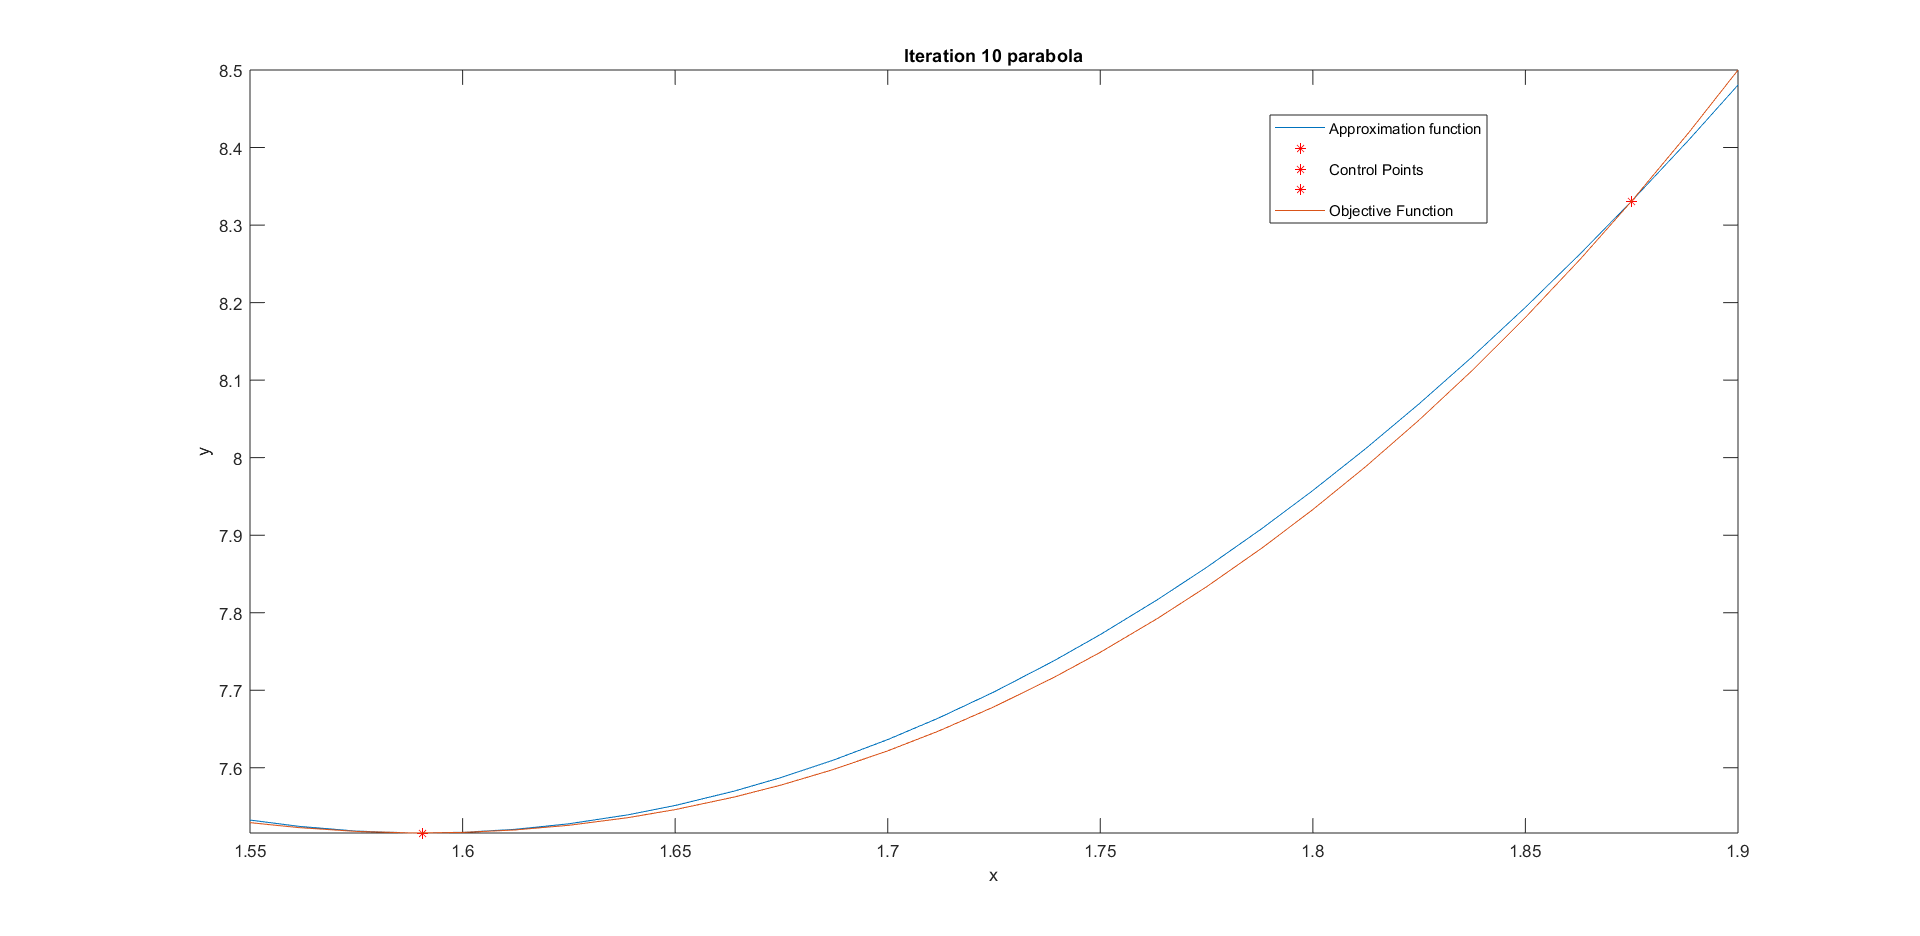 Iteration 10 parabola
8.5
8.4
8.3
8.2
8.1
8
7.9
7.8
7.7
7.6
y
Approximation function
Control Points
Objective Function
1.55 1.6 1.65 1.7 1.75 1.8 1.85 1.9
x